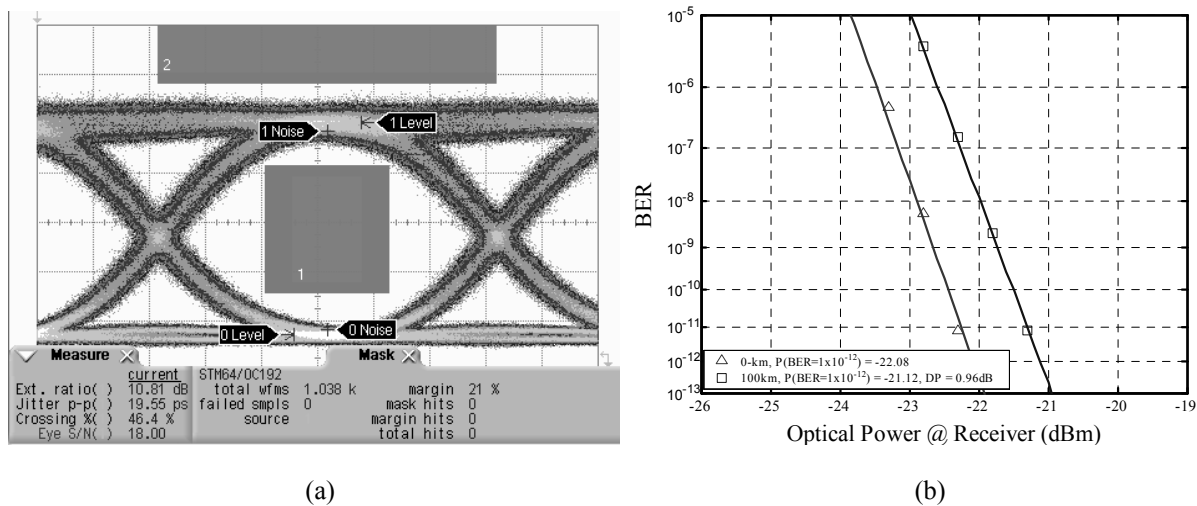 2
1 Noise
1 Level
1
0 Level
0 Noise
Measure
Mask
current
Ext. ratio( ) 10.81 dB
Jitter p-p( ) 19.55 ps
Crossing %( ) 46.4 %
Eye S/N( ) 18.00
STM64/OC192
total wfms 1.038 k
failed smpls 0
source
margin 21 %
mask hits 0
margin hits 0
total hits 0
(a)
BER
10^-5
10^-6
10^-7
10^-8
10^-9
10^-10
10^-11
10^-12
10^-13
0-km, P(BER=1x10^-12) = -22.08
100km, P(BER=1x10^-12) = -21.12, DP = 0.96dB
-26 -25 -24 -23 -22 -21 -20 -19
Optical Power @ Receiver (dBm)
(b)